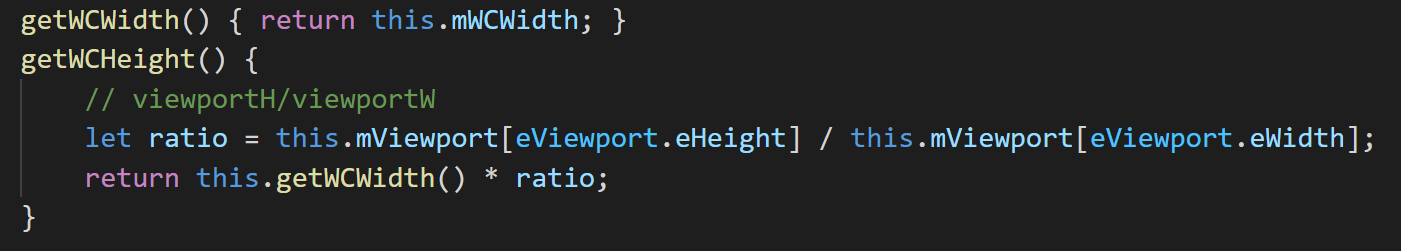 getWCWidth() { return this.mWCWidth; }
getWCHeight() {
    // viewportH/viewportW
    let ratio = this.mViewport[eViewport.eHeight] / this.mViewport[eViewport.eWidth];
    return this.getWCWidth() * ratio;
}